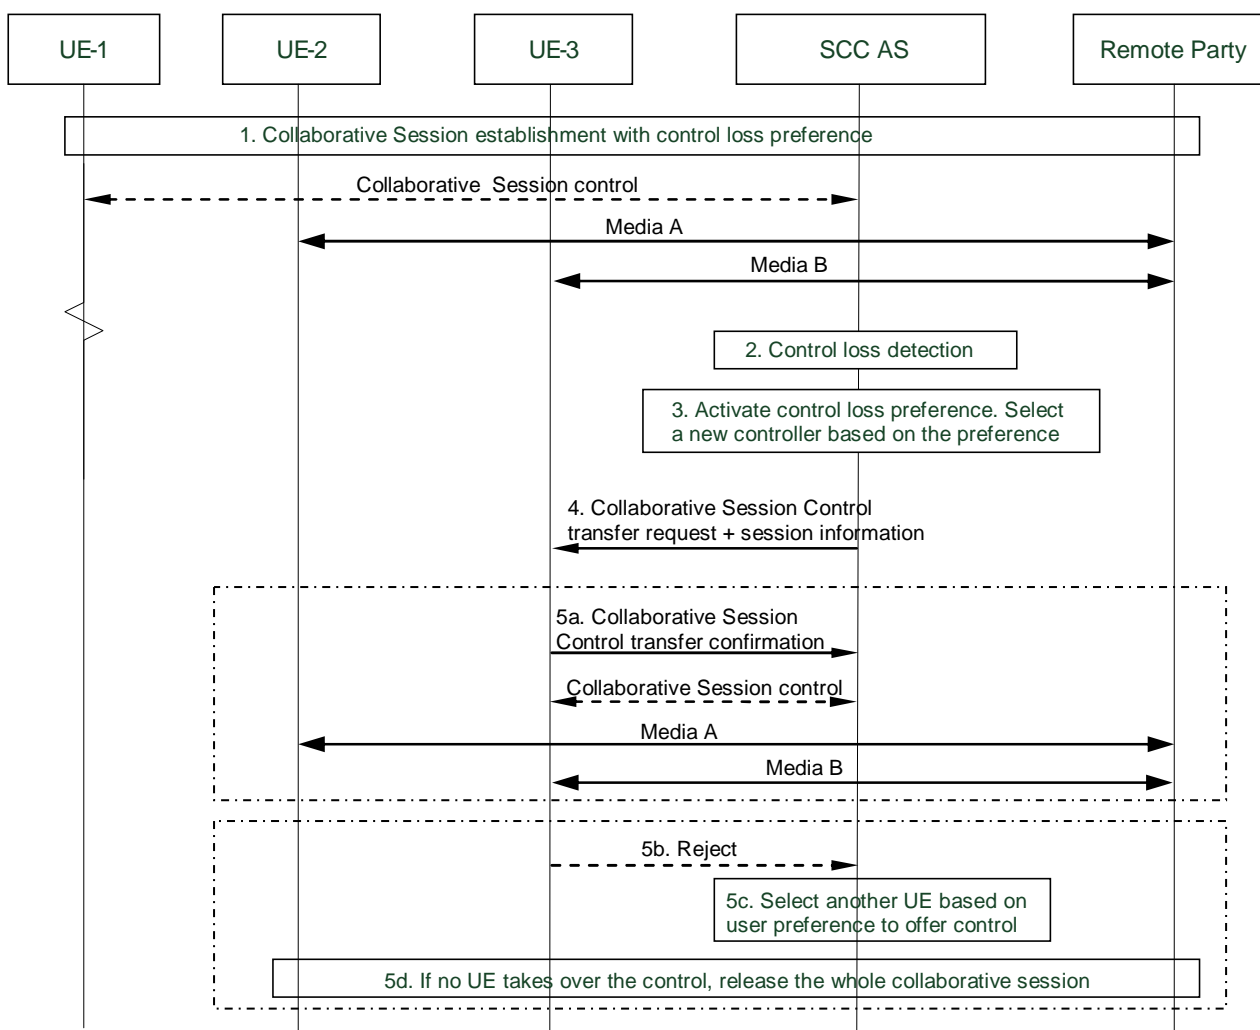 UE-1
UE-2
UE-3
SCC AS
Remote Party
1. Collaborative Session establishment with control loss preference
Collaborative Session control
Media A
Media B
2. Control loss detection
3. Activate control loss preference. Select
a new controller based on the preference
4. Collaborative Session Control
transfer request + session information
5a. Collaborative Session
Control transfer confirmation
Collaborative Session control
Media A
Media B
5b. Reject
5c. Select another UE based on
user preference to offer control
5d. If no UE takes over the control, release the whole collaborative session